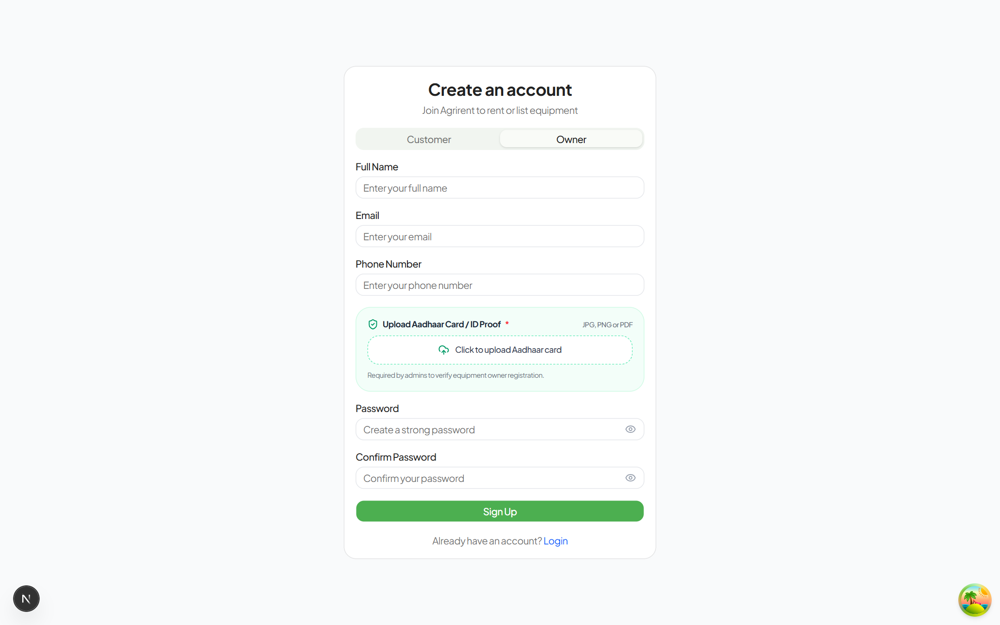 Create an account
Join Agrirent to rent or list equipment
Customer Owner
Full Name
Enter your full name
Email
Enter your email
Phone Number
Enter your phone number
Upload Aadhaar Card / ID Proof * JPG, PNG or PDF
Click to upload Aadhaar card
Required by admins to verify equipment owner registration.
Password
Create a strong password
Confirm Password
Confirm your password
Sign Up
Already have an account? Login
N